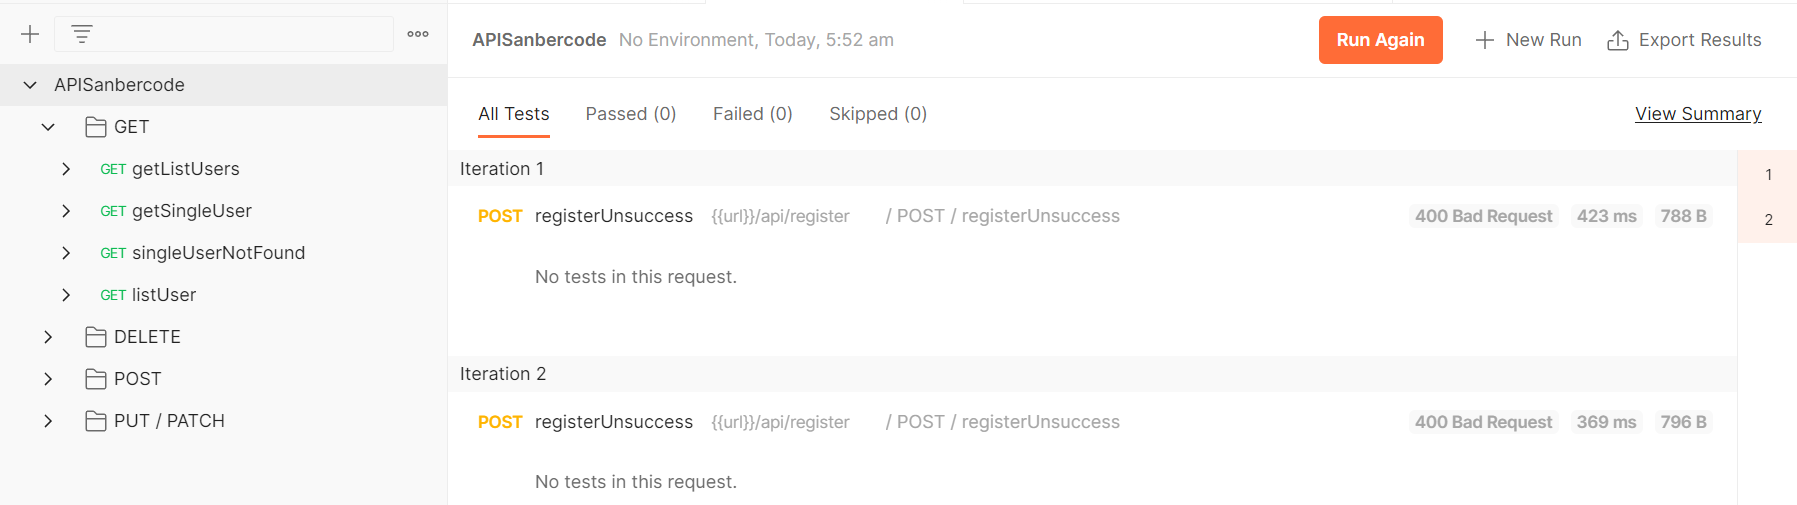 APISanbercode No Environment, Today, 5:52 am Run Again New Run Export Results
APISanbercode
GET
GET getListUsers
GET getSingleUser
GET singleUserNotFound
GET listUser
DELETE
POST
PUT / PATCH
All Tests Passed (0) Failed (0) Skipped (0) View Summary
Iteration 1
POST registerUnsuccess {{url}}/api/register / POST / registerUnsuccess 400 Bad Request 423 ms 788 B
No tests in this request.
Iteration 2
POST registerUnsuccess {{url}}/api/register / POST / registerUnsuccess 400 Bad Request 369 ms 796 B
No tests in this request.
1
2